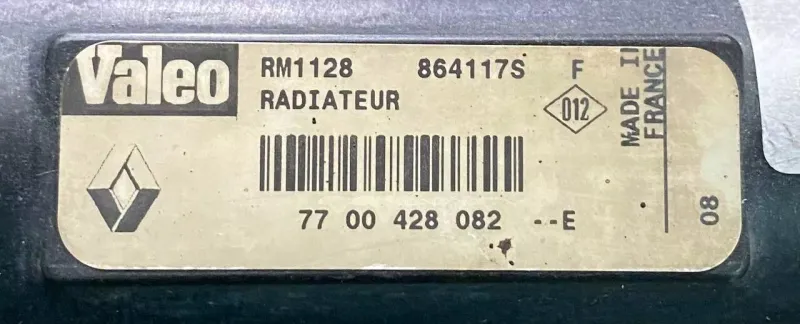 Valeo
RM1128 864117S F
RADIATEUR
012
77 00 428 082 --E
MADE IN
FRANCE
08